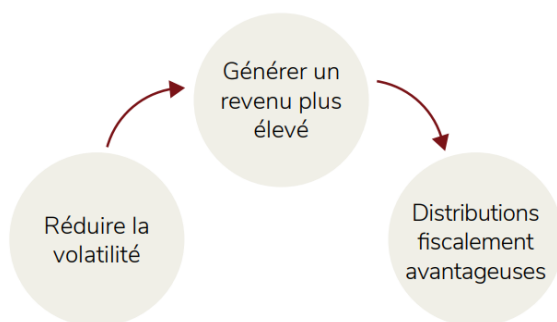 Générer un
revenu plus
élevé
Réduire la
volatilité
Distributions
fiscalement
avantageuses